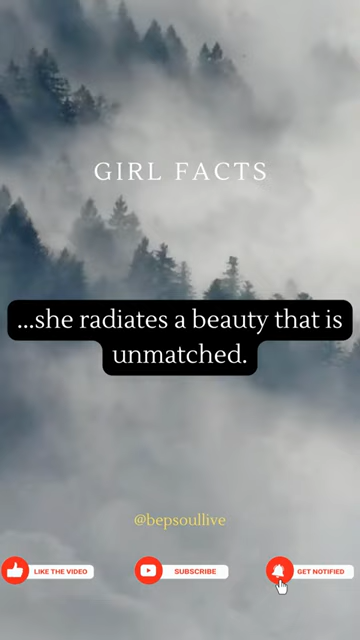 GIRL FACTS
...she radiates a beauty that is
unmatched.
@bepsoullive
LIKE THE VIDEO
SUBSCRIBE
GET NOTIFIED